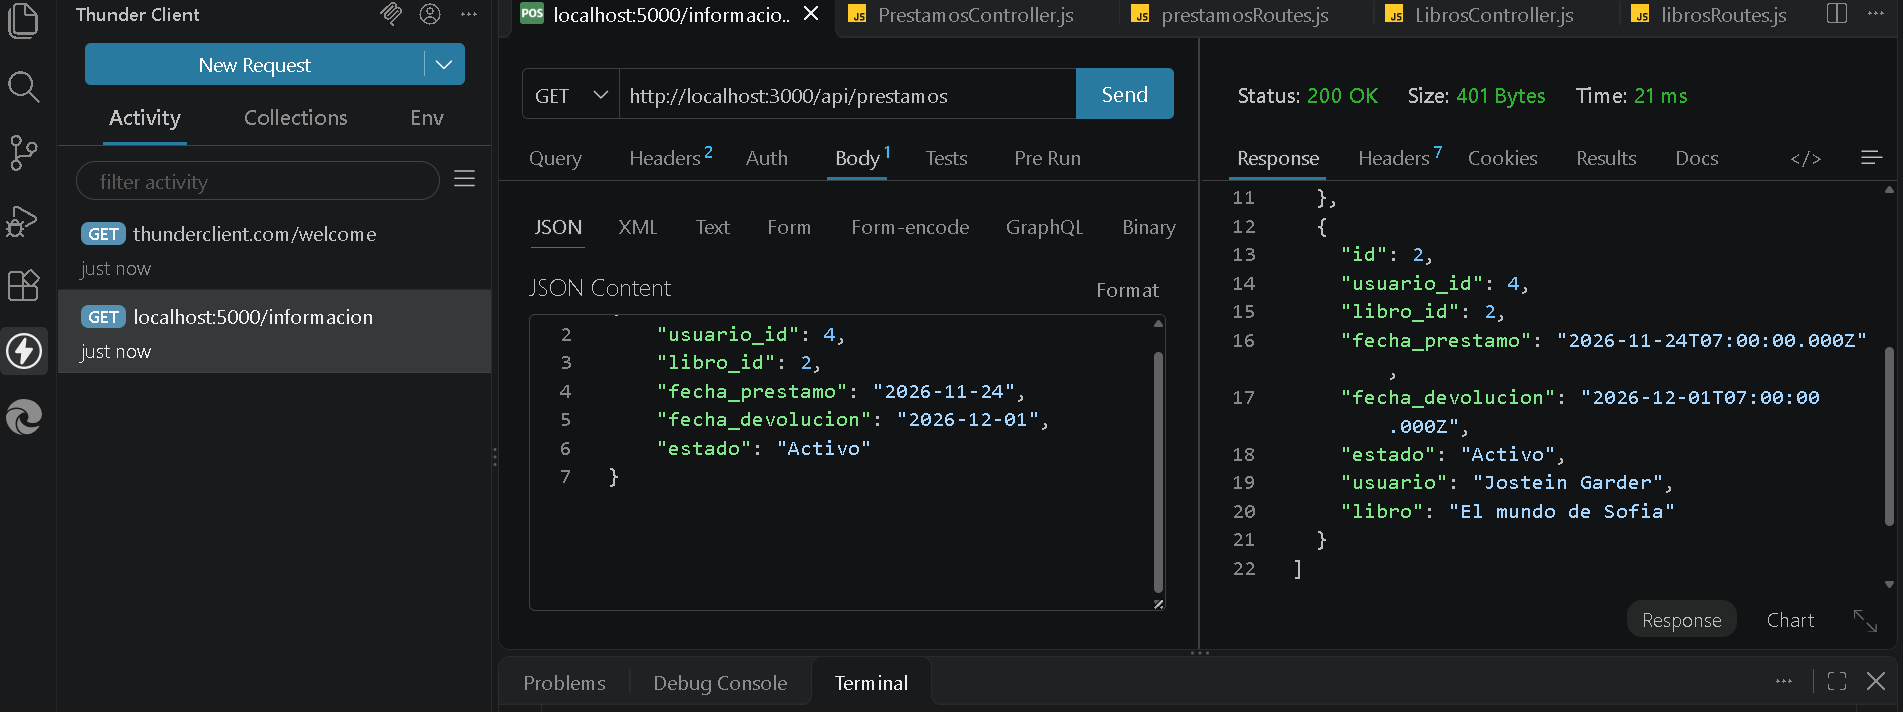 Thunder Client
New Request
Activity Collections Env
filter activity
GET thunderclient.com/welcome
just now
GET localhost:5000/informacion
just now
POS localhost:5000/informacio..
JS PrestamosController.js
JS prestamosRoutes.js
JS LibrosController.js
JS librosRoutes.js
GET http://localhost:3000/api/prestamos Send
Query Headers 2 Auth Body 1 Tests Pre Run
JSON XML Text Form Form-encode GraphQL Binary
JSON Content Format
2 "usuario_id": 4,
3 "libro_id": 2,
4 "fecha_prestamo": "2026-11-24",
5 "fecha_devolucion": "2026-12-01",
6 "estado": "Activo"
7 }
Status: 200 OK Size: 401 Bytes Time: 21 ms
Response Headers 7 Cookies Results Docs </>
11 },
12 {
13 "id": 2,
14 "usuario_id": 4,
15 "libro_id": 2,
16 "fecha_prestamo": "2026-11-24T07:00:00.000Z"
,
17 "fecha_devolucion": "2026-12-01T07:00:00
.000Z",
18 "estado": "Activo",
19 "usuario": "Jostein Garder",
20 "libro": "El mundo de Sofia"
21 }
22 ]
Response Chart
Problems Debug Console Terminal